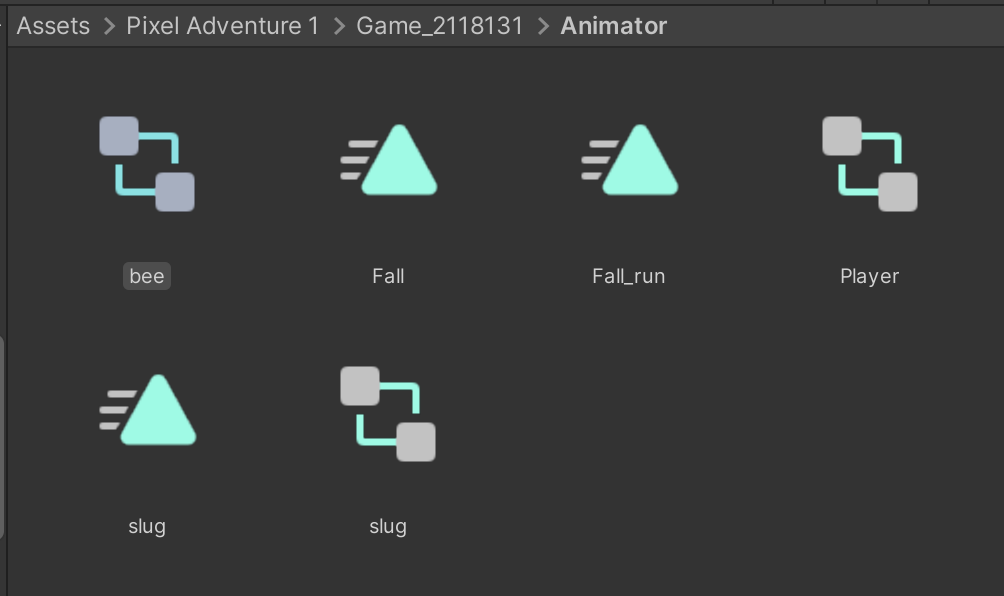 Assets > Pixel Adventure 1 > Game_2118131 > Animator
bee Fall Fall_run Player
slug slug